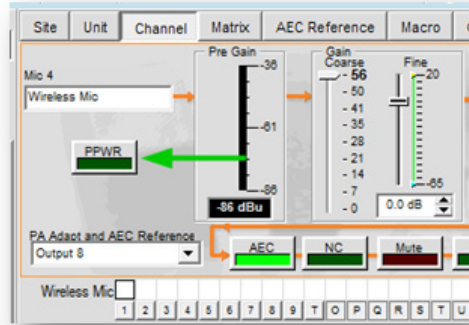 Site Unit Channel Matrix AEC Reference Macro
Pre Gain
Gain
Coarse Fine
Mic 4
Wireless Mic
-36
-61
-86
-86 dBu
- 56
- 50
- 41
- 35
- 28
- 21
- 14
- 7
- 0
20
-65
0.0 dB
PPWR
PA Adapt and AEC Reference
Output 8
AEC NC Mute
Wireless Mic
1 2 3 4 5 6 7 8 9 T O P Q R S T U